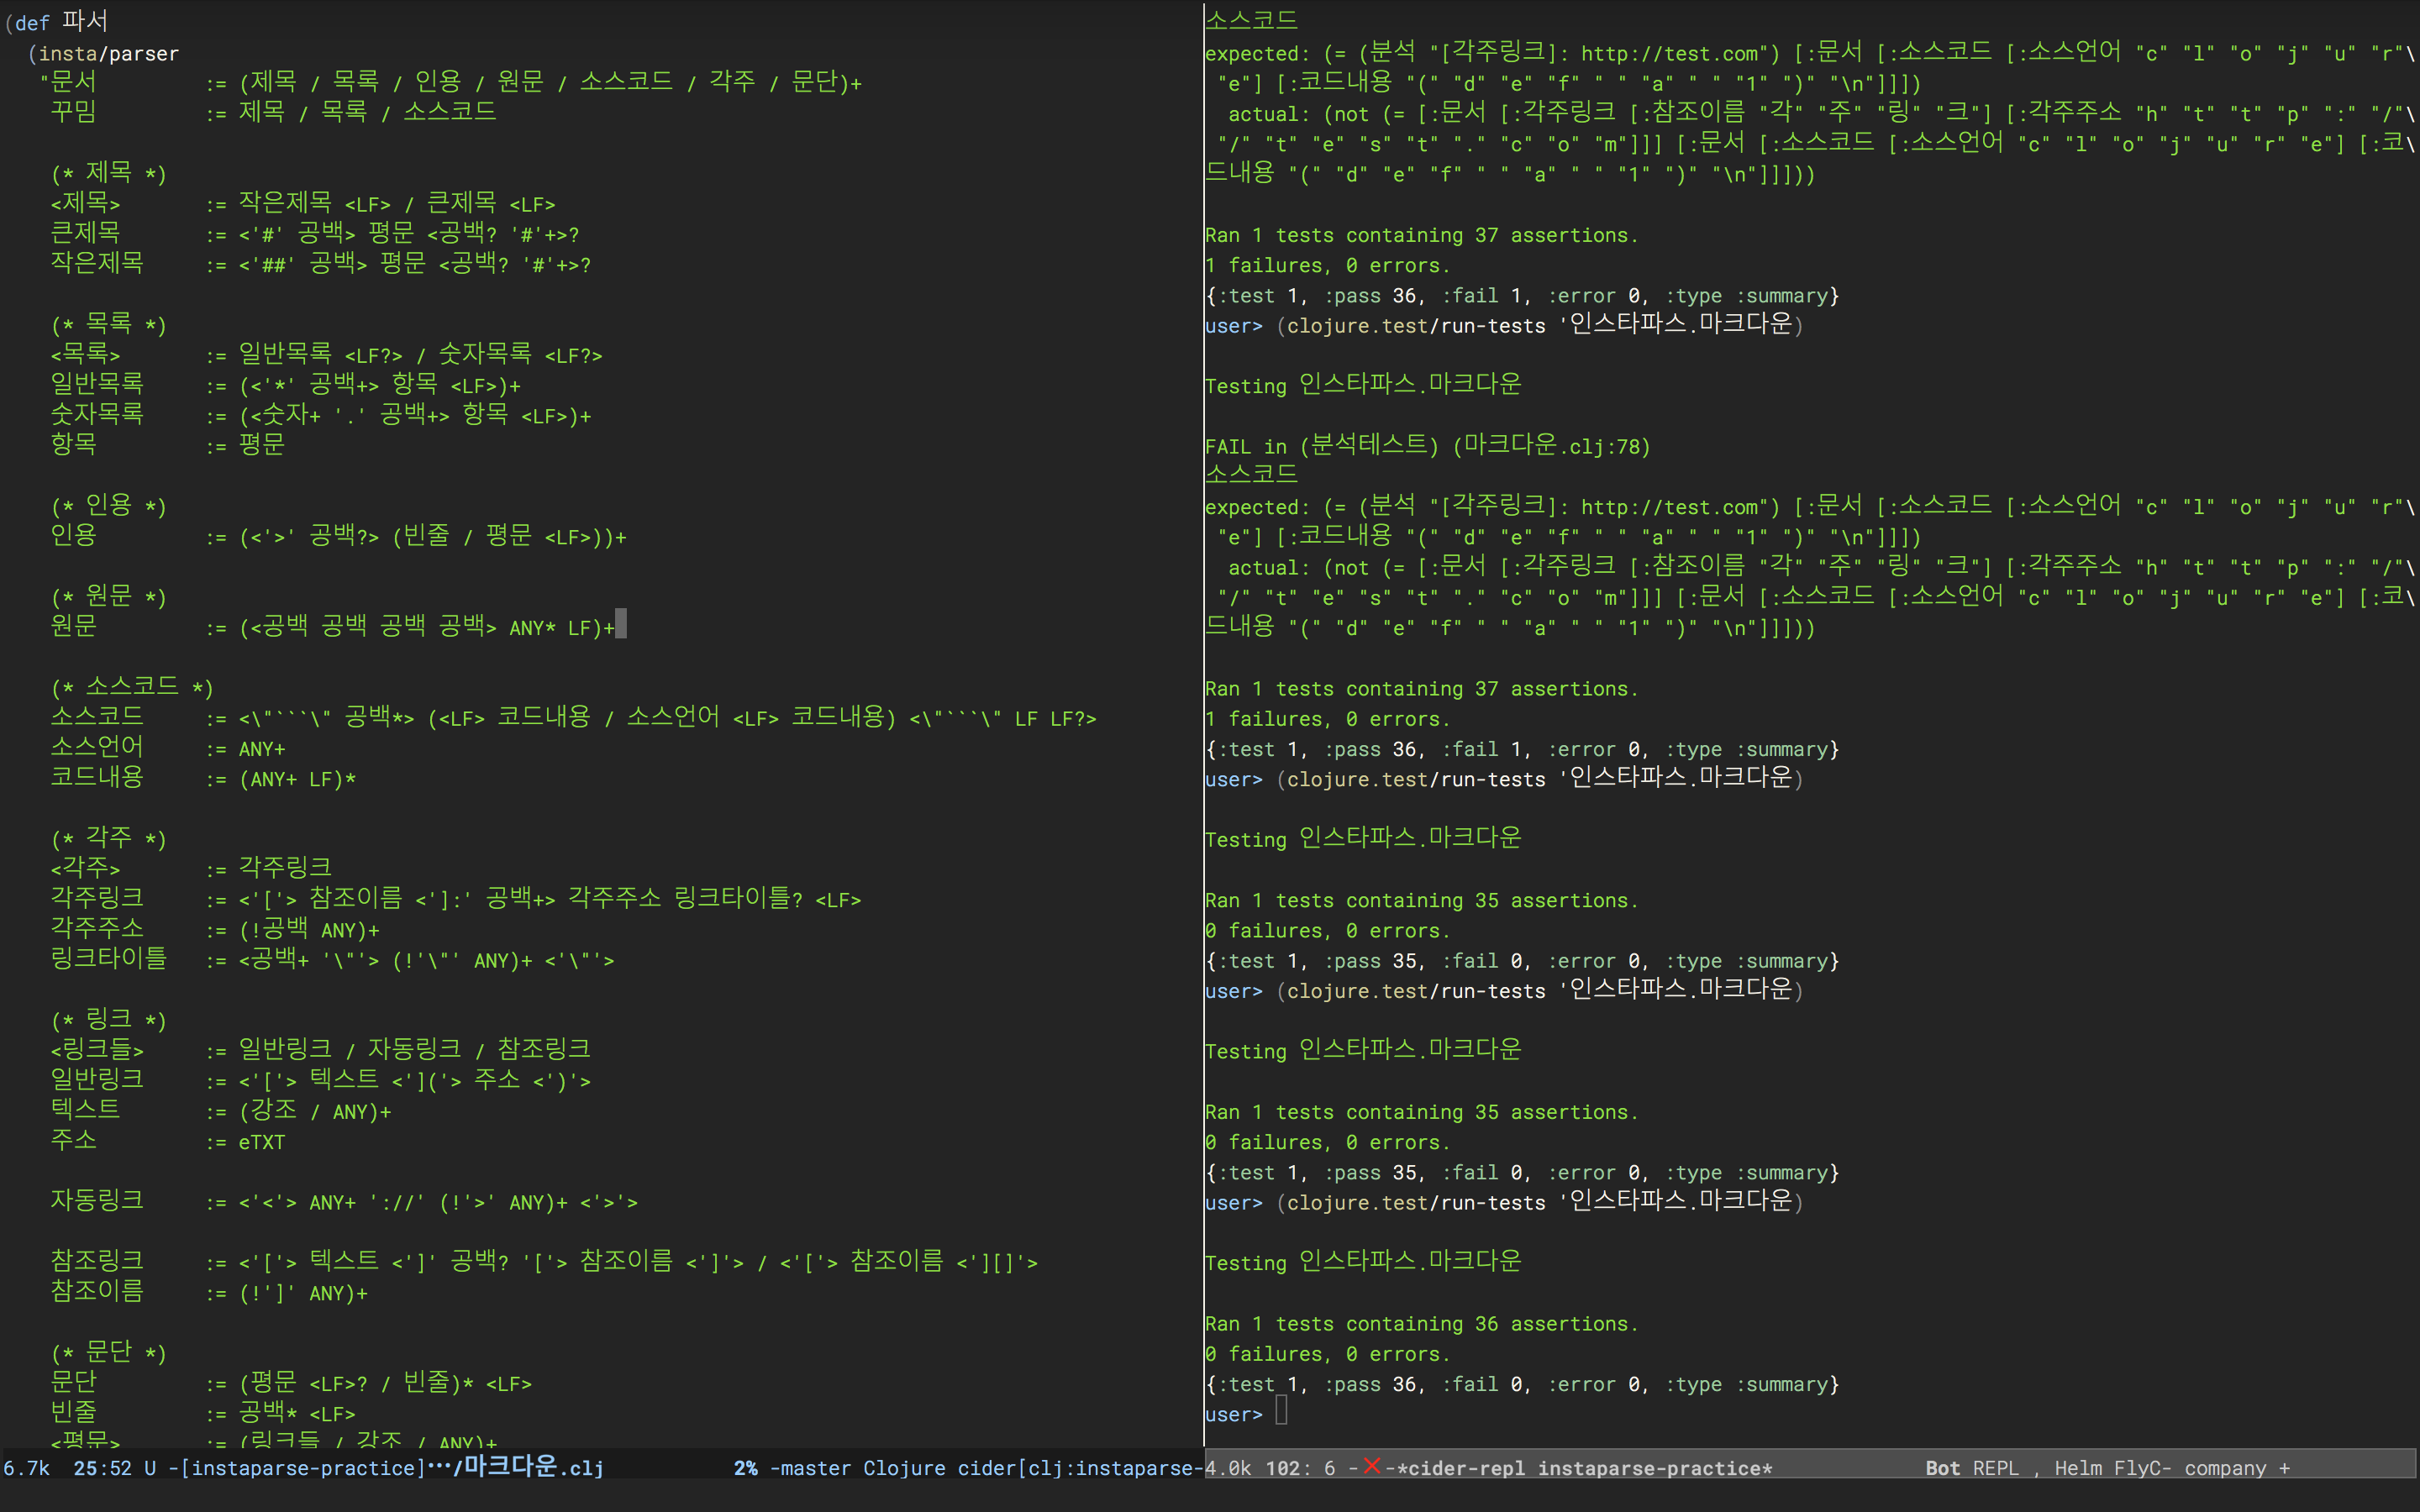 (def 파서
(insta/parser
"문서 := (제목 / 목록 / 인용 / 원문 / 소스코드 / 각주 / 문단)+
꾸밈 := 제목 / 목록 / 소스코드
(* 제목 *)
<제목> := 작은제목 <LF> / 큰제목 <LF>
큰제목 := <'#' 공백> 평문 <공백? '#'+>?
작은제목 := <'##' 공백> 평문 <공백? '#'+>?
(* 목록 *)
<목록> := 일반목록 <LF?> / 숫자목록 <LF?>
일반목록 := (<'*' 공백+> 항목 <LF>)+
숫자목록 := (<숫자+ '.' 공백+> 항목 <LF>)+
항목 := 평문
(* 인용 *)
인용 := (<'>' 공백?> (빈줄 / 평문 <LF>))+
(* 원문 *)
원문 := (<공백 공백 공백 공백> ANY* LF)+
(* 소스코드 *)
소스코드 := <\"```\" 공백*> (<LF> 코드내용 / 소스언어 <LF> 코드내용) <\"```\" LF LF?>
소스언어 := ANY+
코드내용 := (ANY+ LF)*
(* 각주 *)
<각주> := 각주링크
각주링크 := <'['> 참조이름 <']:' 공백+> 각주주소 링크타이틀? <LF>
각주주소 := (!공백 ANY)+
링크타이틀 := <공백+ '\"'> (!'\"' ANY)+ <'\"'>
(* 링크 *)
<링크들> := 일반링크 / 자동링크 / 참조링크
일반링크 := <'['> 텍스트 <']('> 주소 <')'>
텍스트 := (강조 / ANY)+
주소 := eTXT
자동링크 := <'<'> ANY+ '://' (!'>' ANY)+ <'>'>
참조링크 := <'['> 텍스트 <']' 공백? '['> 참조이름 <']'> / <'['> 참조이름 <'][]'>
참조이름 := (!']' ANY)+
(* 문단 *)
문단 := (평문 <LF>? / 빈줄)* <LF>
빈줄 := 공백* <LF>
<평문> := (링크들 / 강조 / ANY)+
6.7k 25:52 U -[instaparse-practice]⋯/마크다운.clj 2% -master Clojure cider[clj:instaparse-
소스코드
expected: (= (분석 "[각주링크]: http://test.com") [:문서 [:소스코드 [:소스언어 "c" "l" "o" "j" "u" "r"\
"e"] [:코드내용 "(" "d" "e" "f" " " "a" " " "1" ")" "\n"]]])
actual: (not (= [:문서 [:각주링크 [:참조이름 "각" "주" "링" "크"] [:각주주소 "h" "t" "t" "p" ":" "/"\
"/" "t" "e" "s" "t" "." "c" "o" "m"]]] [:문서 [:소스코드 [:소스언어 "c" "l" "o" "j" "u" "r" "e"] [:코\
드내용 "(" "d" "e" "f" " " "a" " " "1" ")" "\n"]]]))
Ran 1 tests containing 37 assertions.
1 failures, 0 errors.
{:test 1, :pass 36, :fail 1, :error 0, :type :summary}
user> (clojure.test/run-tests '인스타파스.마크다운)
Testing 인스타파스.마크다운
FAIL in (분석테스트) (마크다운.clj:78)
소스코드
expected: (= (분석 "[각주링크]: http://test.com") [:문서 [:소스코드 [:소스언어 "c" "l" "o" "j" "u" "r"\
"e"] [:코드내용 "(" "d" "e" "f" " " "a" " " "1" ")" "\n"]]])
actual: (not (= [:문서 [:각주링크 [:참조이름 "각" "주" "링" "크"] [:각주주소 "h" "t" "t" "p" ":" "/"\
"/" "t" "e" "s" "t" "." "c" "o" "m"]]] [:문서 [:소스코드 [:소스언어 "c" "l" "o" "j" "u" "r" "e"] [:코\
드내용 "(" "d" "e" "f" " " "a" " " "1" ")" "\n"]]]))
Ran 1 tests containing 37 assertions.
1 failures, 0 errors.
{:test 1, :pass 36, :fail 1, :error 0, :type :summary}
user> (clojure.test/run-tests '인스타파스.마크다운)
Testing 인스타파스.마크다운
Ran 1 tests containing 35 assertions.
0 failures, 0 errors.
{:test 1, :pass 35, :fail 0, :error 0, :type :summary}
user> (clojure.test/run-tests '인스타파스.마크다운)
Testing 인스타파스.마크다운
Ran 1 tests containing 35 assertions.
0 failures, 0 errors.
{:test 1, :pass 35, :fail 0, :error 0, :type :summary}
user> (clojure.test/run-tests '인스타파스.마크다운)
Testing 인스타파스.마크다운
Ran 1 tests containing 36 assertions.
0 failures, 0 errors.
{:test 1, :pass 36, :fail 0, :error 0, :type :summary}
user>
4.0k 102: 6 -❌-*cider-repl instaparse-practice* Bot REPL , Helm FlyC- company +